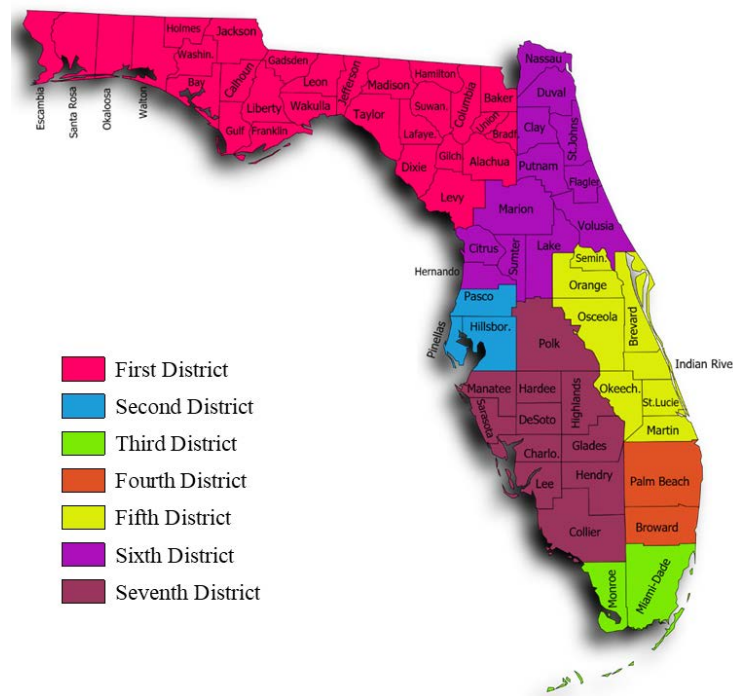 Holmes
Jackson
Washin.
Bay
Calhoun
Gadsden
Leon
Jefferson
Madison
Hamilton
Columbia
Baker
Nassau
Duval
Liberty
Wakulla
Taylor
Suwan.
Union
Bradf.
Clay
St.Johns
Gulf
Franklin
Lafaye.
Gilch.
Alachua
Putnam
Dixie
Flagler
Levy
Marion
Volusia
Escambia
Santa Rosa
Okaloosa
Walton
Citrus
Sumter
Lake
Semin.
Hernando
Orange
Pasco
Osceola
Brevard
Pinellas
Hillsbor.
Polk
Indian Rive
Manatee
Hardee
Highlands
Okeech.
St.Lucie
Sarasota
DeSoto
Martin
Charlo.
Glades
Lee
Hendry
Palm Beach
Collier
Broward
Monroe
Miami-Dade
First District
Second District
Third District
Fourth District
Fifth District
Sixth District
Seventh District